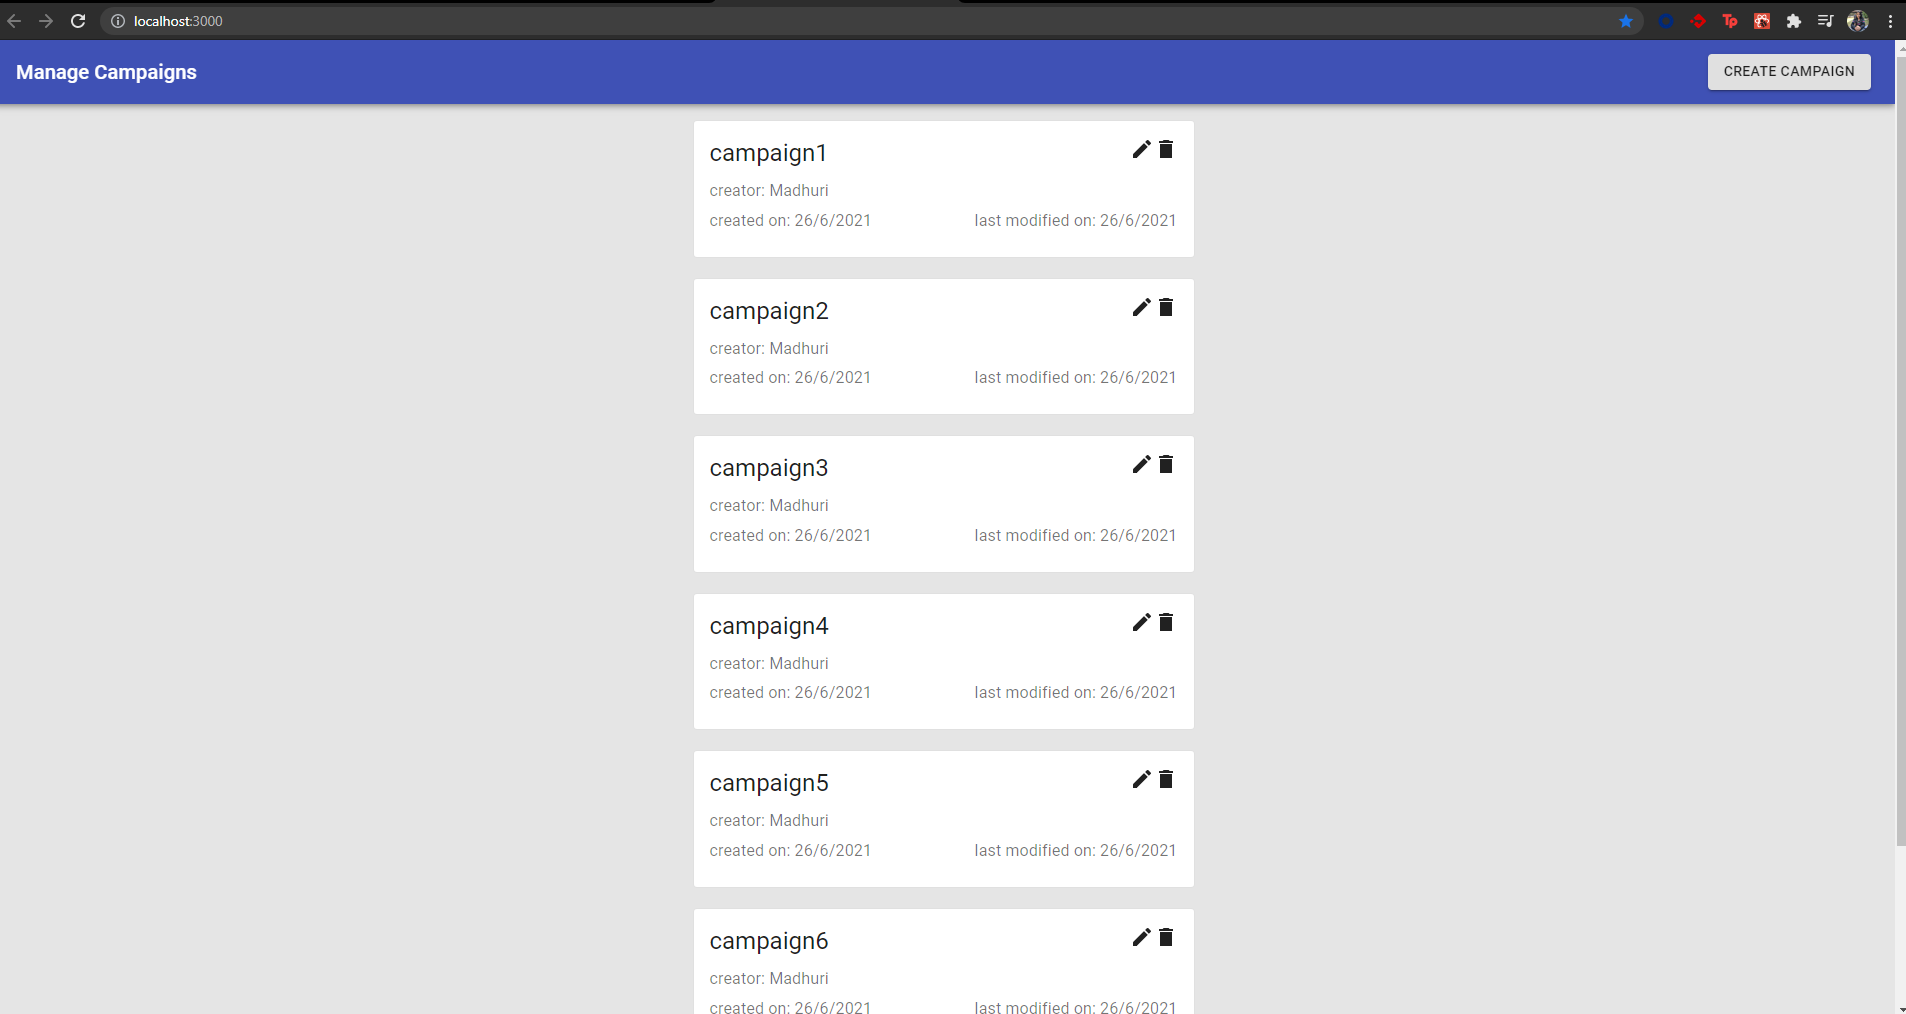 localhost:3000
Tp
Manage Campaigns
CREATE CAMPAIGN
campaign1
creator: Madhuri
created on: 26/6/2021 last modified on: 26/6/2021
campaign2
creator: Madhuri
created on: 26/6/2021 last modified on: 26/6/2021
campaign3
creator: Madhuri
created on: 26/6/2021 last modified on: 26/6/2021
campaign4
creator: Madhuri
created on: 26/6/2021 last modified on: 26/6/2021
campaign5
creator: Madhuri
created on: 26/6/2021 last modified on: 26/6/2021
campaign6
creator: Madhuri
created on: 26/6/2021 last modified on: 26/6/2021